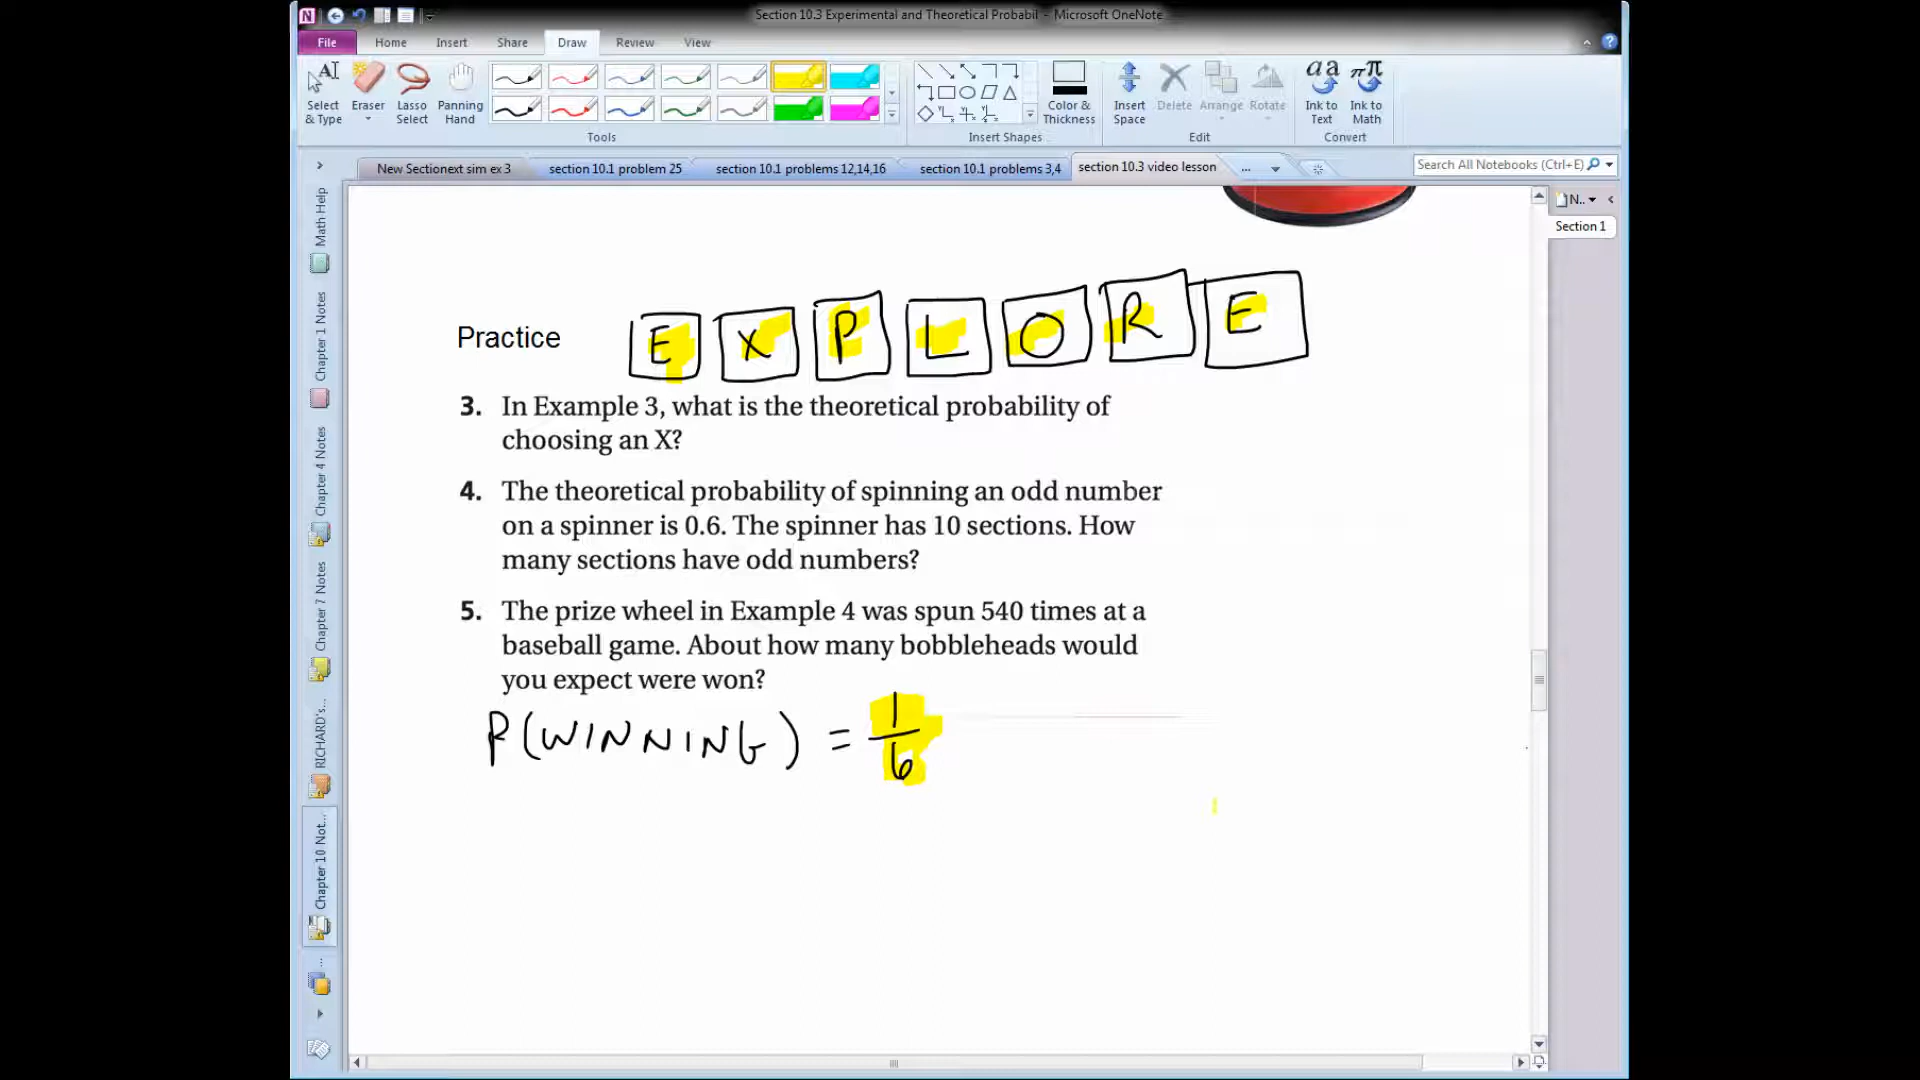 Section 10.3 Experimental and Theoretical Probabil - Microsoft OneNote
File Home Insert Share Draw Review View
Select & Type
Eraser
Lasso Select
Panning Hand
Tools
Insert Shapes
Color & Thickness
Insert Space
Delete
Arrange
Rotate
Edit
Ink to Text
Ink to Math
Convert
New Sectionext sim ex 3
section 10.1 problem 25
section 10.1 problems 12,14,16
section 10.1 problems 3,4
section 10.3 video lesson
...
Search All Notebooks (Ctrl+E)
N..
Section 1
Math Help
Chapter 1 Notes
Chapter 4 Notes
Chapter 7 Notes
RICHARD's...
Chapter 10 Not...
E X P L O R E
Practice
3. In Example 3, what is the theoretical probability of
choosing an X?
4. The theoretical probability of spinning an odd number
on a spinner is 0.6. The spinner has 10 sections. How
many sections have odd numbers?
5. The prize wheel in Example 4 was spun 540 times at a
baseball game. About how many bobbleheads would
you expect were won?
P(WINNING) = 1/6